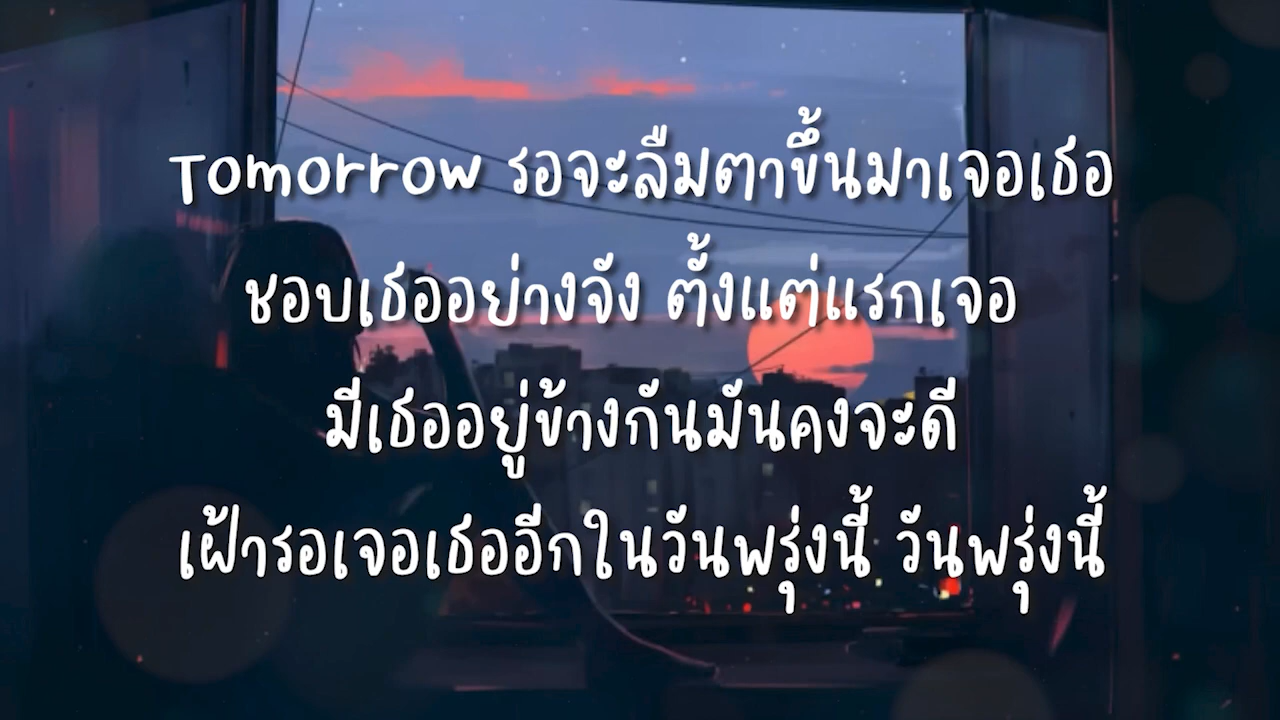 Tomorrow รอจะลืมตาขึ้นมาเจอเธอ
ชอบเธออย่างจัง ตั้งแต่แรกเจอ
มีเธออยู่ข้างกันมันคงจะดี
เฝ้ารอเจอเธออีกในวันพรุ่งนี้ วันพรุ่งนี้